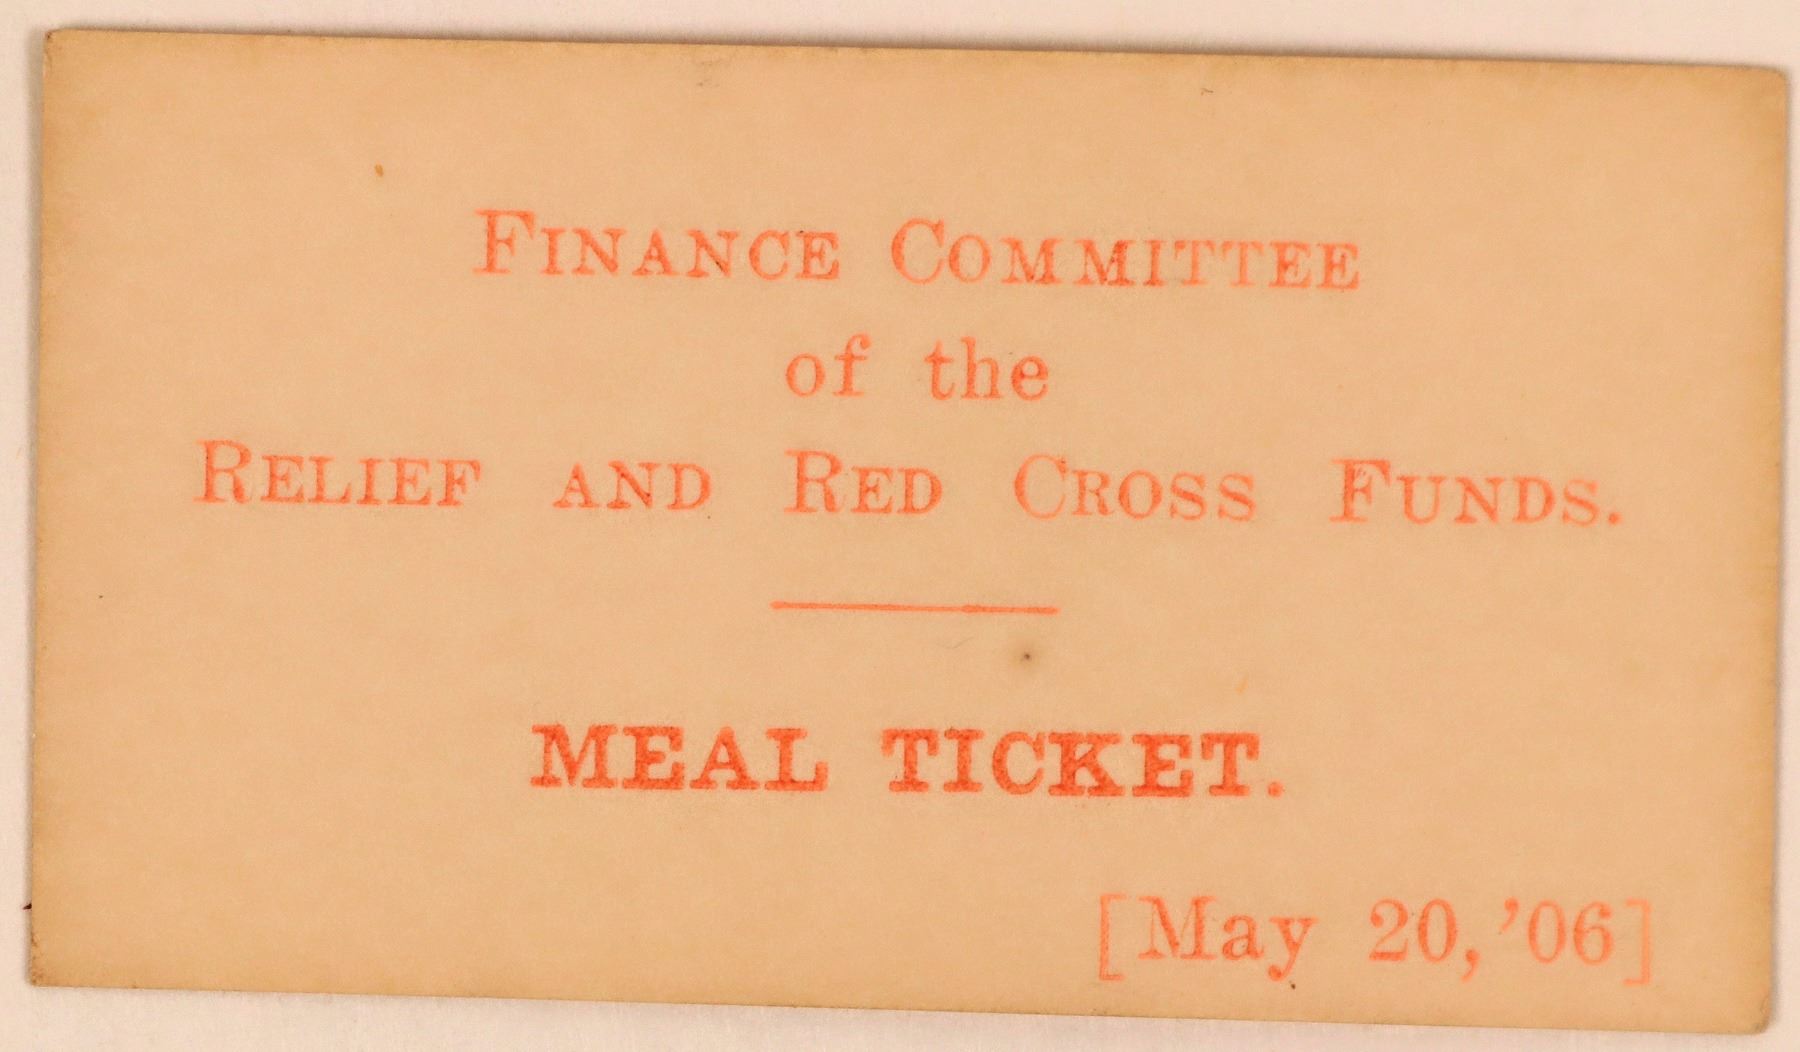 FINANCE COMMITTEE
of the
RELIEF AND RED CROSS FUNDS.
MEAL TICKET.
[May 20, '06]